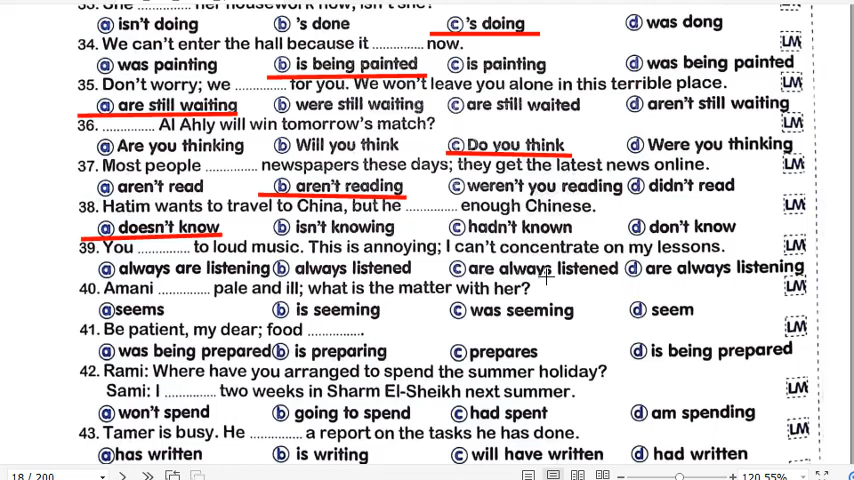 33. She .............. her housework now, isn't she?
ⓐ isn't doing ⓑ 's done ⓒ 's doing ⓓ was dong
34. We can't enter the hall because it .............. now. LM
ⓐ was painting ⓑ is being painted ⓒ is painting ⓓ was being painted
35. Don't worry; we .............. for you. We won't leave you alone in this terrible place. LM
ⓐ are still waiting ⓑ were still waiting ⓒ are still waited ⓓ aren't still waiting
36. .............. Al Ahly will win tomorrow's match? LM
ⓐ Are you thinking ⓑ Will you think ⓒ Do you think ⓓ Were you thinking
37. Most people .............. newspapers these days; they get the latest news online. LM
ⓐ aren't read ⓑ aren't reading ⓒ weren't you reading ⓓ didn't read
38. Hatim wants to travel to China, but he .............. enough Chinese. LM
ⓐ doesn't know ⓑ isn't knowing ⓒ hadn't known ⓓ don't know
39. You .............. to loud music. This is annoying; I can't concentrate on my lessons. LM
ⓐ always are listening ⓑ always listened ⓒ are always listened ⓓ are always listening
40. Amani .............. pale and ill; what is the matter with her? LM
ⓐ seems ⓑ is seeming ⓒ was seeming ⓓ seem
41. Be patient, my dear; food .............. . LM
ⓐ was being prepared ⓑ is preparing ⓒ prepares ⓓ is being prepared
42. Rami: Where have you arranged to spend the summer holiday?
Sami: I .............. two weeks in Sharm El-Sheikh next summer. LM
ⓐ won't spend ⓑ going to spend ⓒ had spent ⓓ am spending
43. Tamer is busy. He .............. a report on the tasks he has done. LM
ⓐ has written ⓑ is writing ⓒ will have written ⓓ had written
18 / 200 120.55%